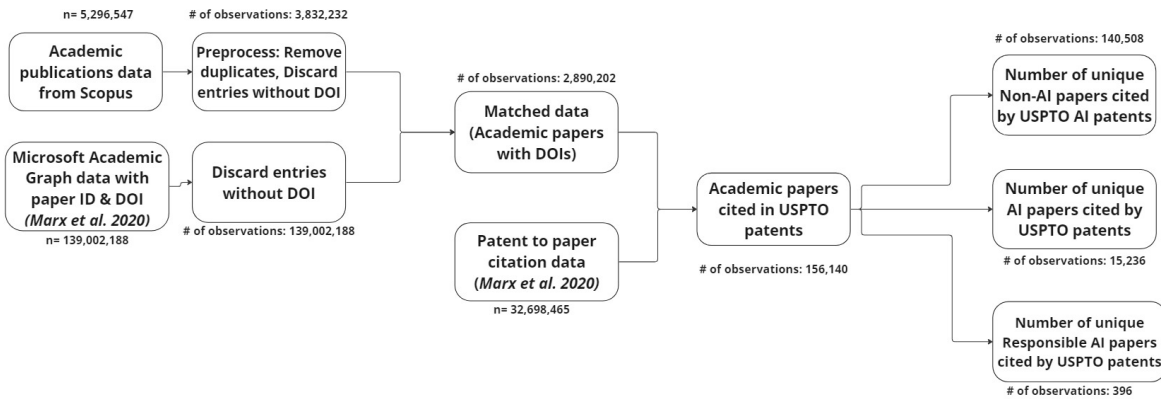 n= 5,296,547
Academic
publications data
from Scopus
# of observations: 3,832,232
Preprocess: Remove
duplicates, Discard
entries without DOI
Microsoft Academic
Graph data with
paper ID & DOI
(Marx et al. 2020)
n= 139,002,188
Discard entries
without DOI
# of observations: 139,002,188
# of observations: 2,890,202
Matched data
(Academic papers
with DOIs)
Patent to paper
citation data
(Marx et al. 2020)
n= 32,698,465
Academic papers
cited in USPTO
patents
# of observations: 156,140
# of observations: 140,508
Number of unique
Non-AI papers cited
by USPTO AI patents
Number of unique
AI papers cited by
USPTO patents
# of observations: 15,236
Number of unique
Responsible AI papers
cited by USPTO patents
# of observations: 396